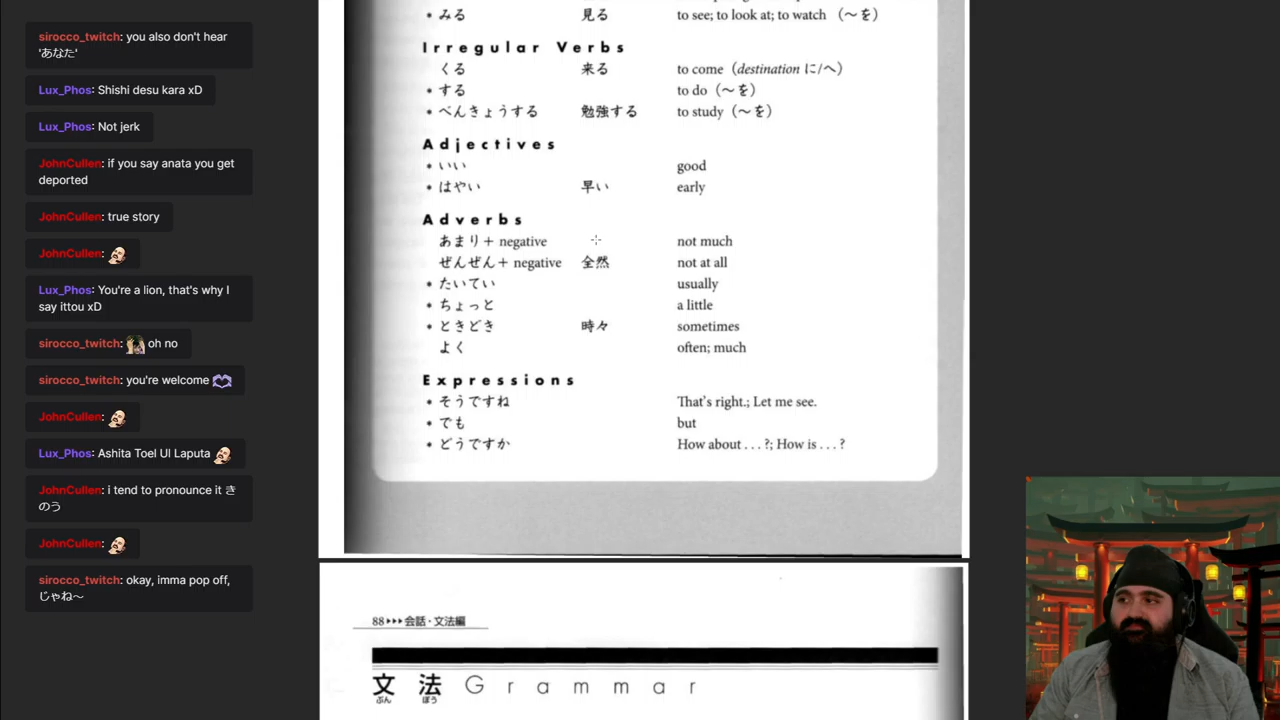 sirocco_twitch: you also don't hear
'あなた'
Lux_Phos: Shishi desu kara xD
Lux_Phos: Not jerk
JohnCullen: if you say anata you get
deported
JohnCullen: true story
JohnCullen:
Lux_Phos: You're a lion, that's why I
say ittou xD
sirocco_twitch: oh no
sirocco_twitch: you're welcome
JohnCullen:
Lux_Phos: Ashita Toel Ul Laputa
JohnCullen: i tend to pronounce it き
のう
JohnCullen:
sirocco_twitch: okay, imma pop off,
じゃね〜
• みる 見る to see; to look at; to watch (〜を)
Irregular Verbs
くる 来る to come (destination に/へ)
• する to do (〜を)
• べんきょうする 勉強する to study (〜を)
Adjectives
• いい good
• はやい 早い early
Adverbs
あまり + negative not much
ぜんぜん + negative 全然 not at all
• たいてい usually
• ちょっと a little
• ときどき 時々 sometimes
よく often; much
Expressions
• そうですね That's right.; Let me see.
• でも but
• どうですか How about . . . ?; How is . . . ?
88▸▸▸会話・文法編
文法 Grammar
ぶん ぽう